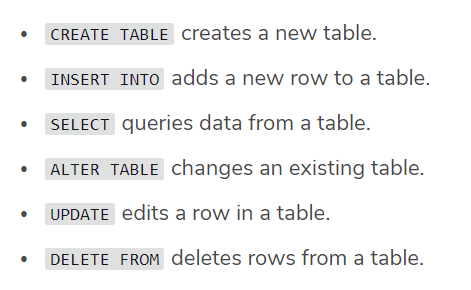 • CREATE TABLE creates a new table.
• INSERT INTO adds a new row to a table.
• SELECT queries data from a table.
• ALTER TABLE changes an existing table.
• UPDATE edits a row in a table.
• DELETE FROM deletes rows from a table.